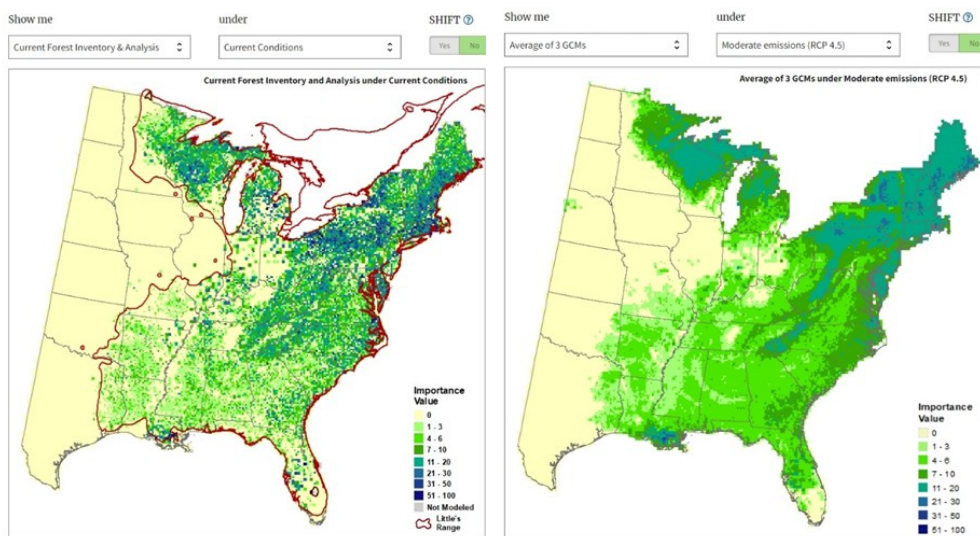 Show me
under
SHIFT ?
Current Forest Inventory & Analysis
Current Conditions
Yes No
Current Forest Inventory and Analysis under Current Conditions
Importance
Value
0
1 - 3
4 - 6
7 - 10
11 - 20
21 - 30
31 - 50
51 - 100
Not Modeled
Little's
Range
Show me
under
SHIFT ?
Average of 3 GCMs
Moderate emissions (RCP 4.5)
Yes No
Average of 3 GCMs under Moderate emissions (RCP 4.5)
Importance
Value
0
1 - 3
4 - 6
7 - 10
11 - 20
21 - 30
31 - 50
51 - 100